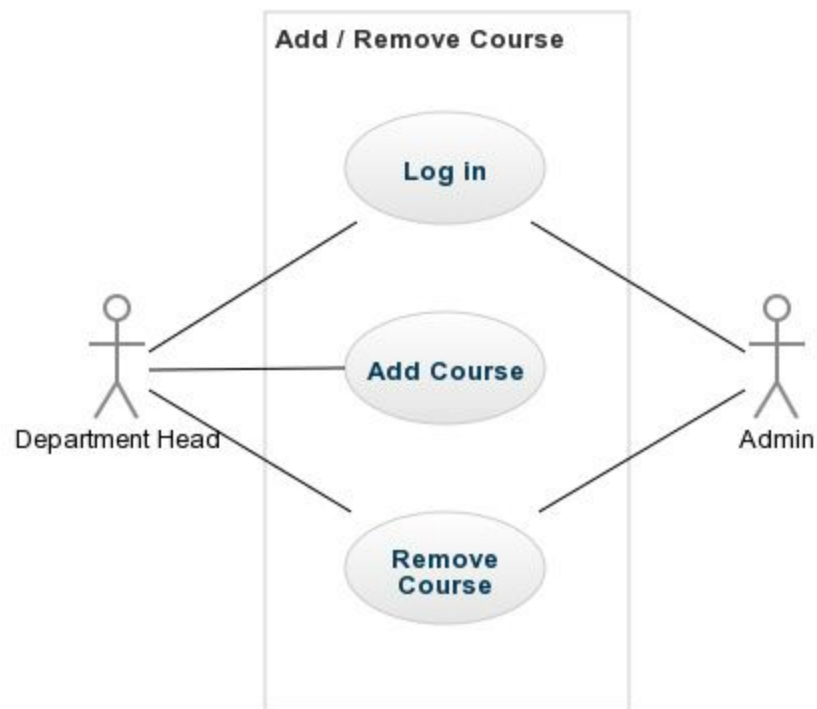 Add / Remove Course
Log in
Add Course
Department Head
Admin
Remove
Course